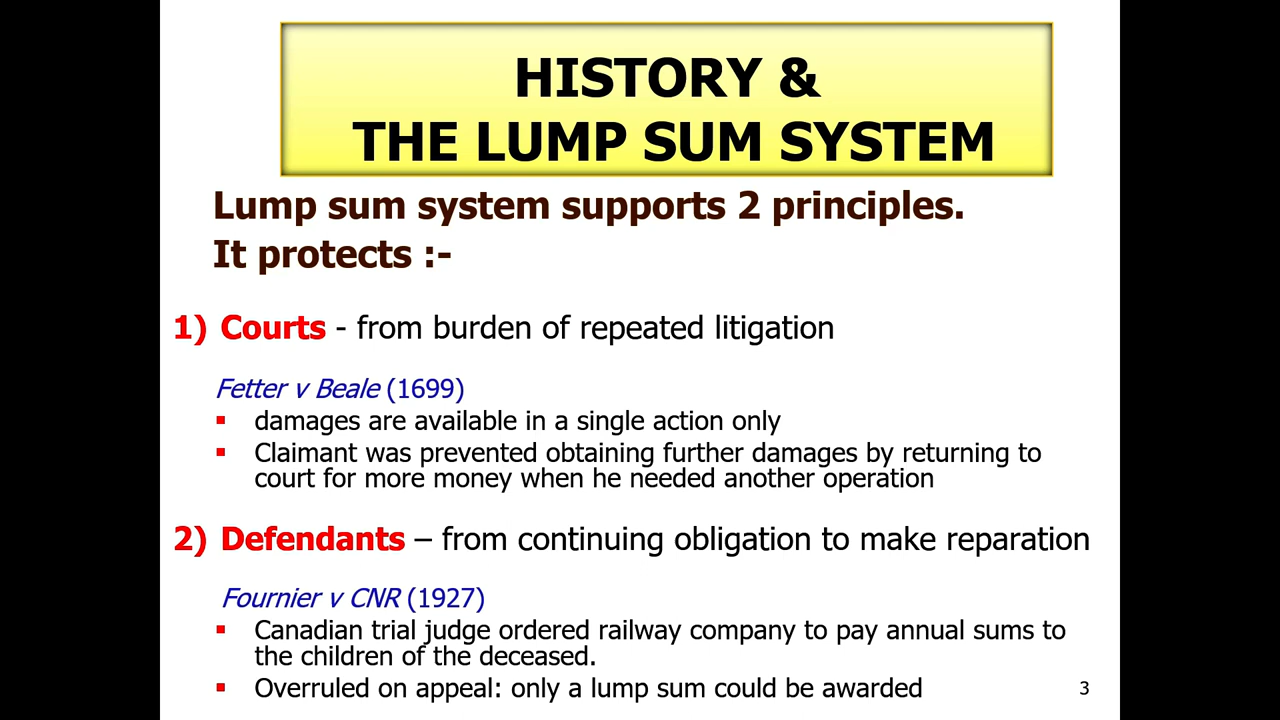 HISTORY &
THE LUMP SUM SYSTEM
Lump sum system supports 2 principles.
It protects :-
1) Courts - from burden of repeated litigation
Fetter v Beale (1699)
▪ damages are available in a single action only
▪ Claimant was prevented obtaining further damages by returning to
court for more money when he needed another operation
2) Defendants – from continuing obligation to make reparation
Fournier v CNR (1927)
▪ Canadian trial judge ordered railway company to pay annual sums to
the children of the deceased.
▪ Overruled on appeal: only a lump sum could be awarded
3